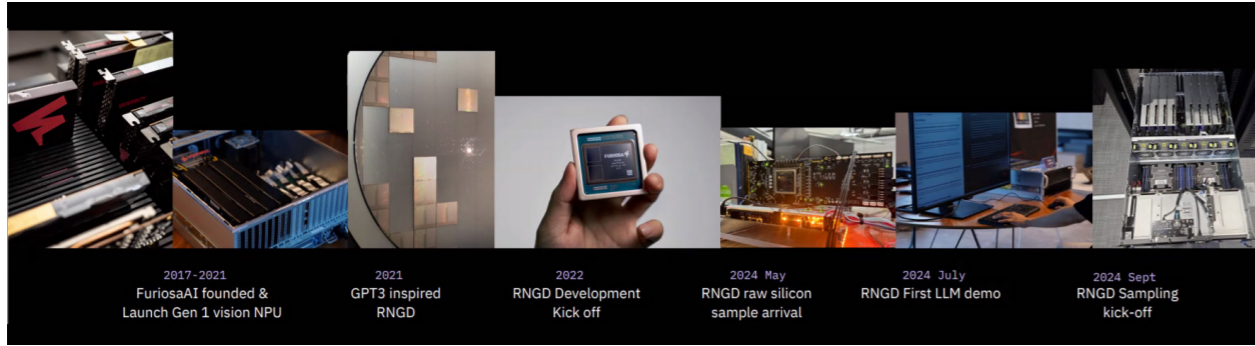 FURIOSA
2017-2021
FuriosaAI founded &
Launch Gen 1 vision NPU
2021
GPT3 inspired
RNGD
2022
RNGD Development
Kick off
2024 May
RNGD raw silicon
sample arrival
2024 July
RNGD First LLM demo
2024 Sept
RNGD Sampling
kick-off